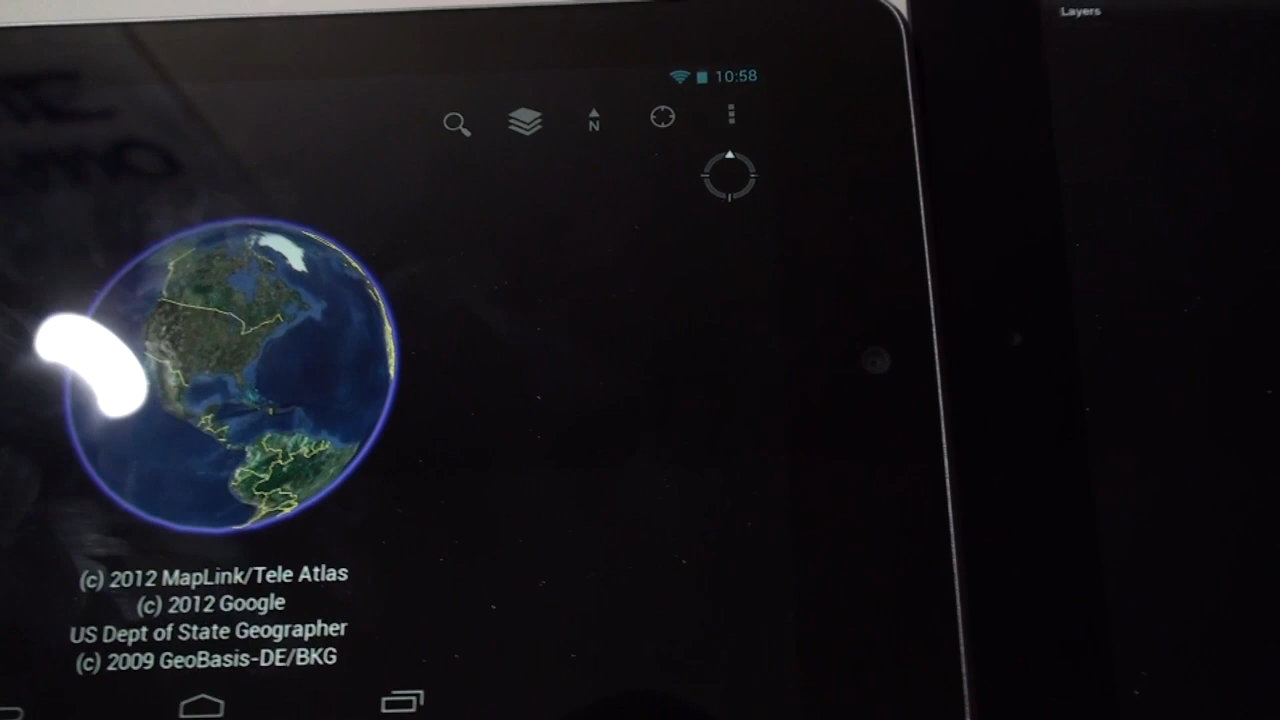 Layers
10:58
N
(c) 2012 MapLink/Tele Atlas
(c) 2012 Google
US Dept of State Geographer
(c) 2009 GeoBasis-DE/BKG